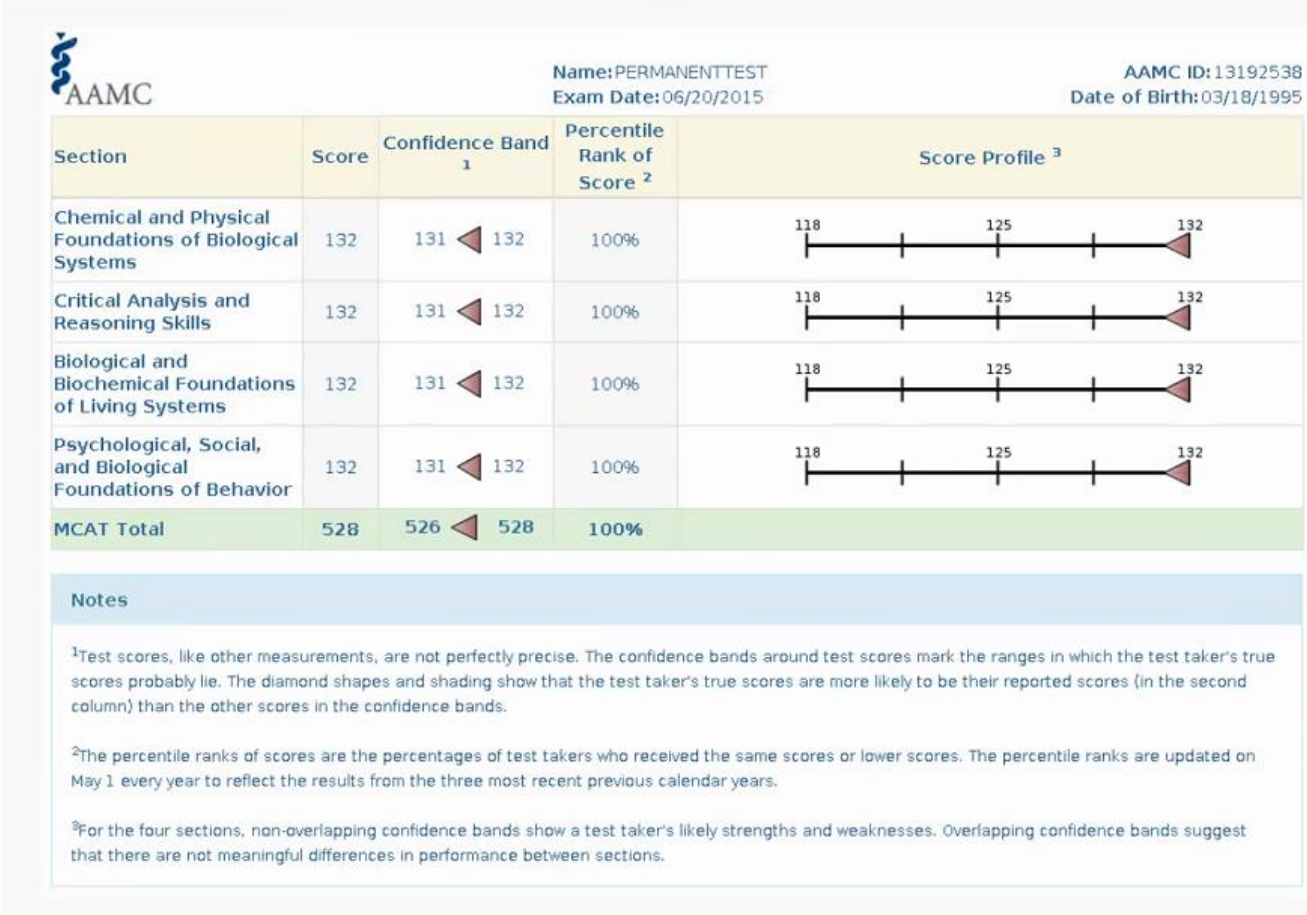 AAMC
Name:PERMANENTTEST
AAMC ID:13192538
Exam Date:06/20/2015
Date of Birth:03/18/1995
Section
Score
Confidence Band
1
Percentile
Rank of
Score 2
Score Profile 3
Chemical and Physical
Foundations of Biological
Systems
132
131 132
100%
118 125 132
Critical Analysis and
Reasoning Skills
132
131 132
100%
118 125 132
Biological and
Biochemical Foundations
of Living Systems
132
131 132
100%
118 125 132
Psychological, Social,
and Biological
Foundations of Behavior
132
131 132
100%
118 125 132
MCAT Total
528
526 528
100%
Notes
1Test scores, like other measurements, are not perfectly precise. The confidence bands around test scores mark the ranges in which the test taker's true
scores probably lie. The diamond shapes and shading show that the test taker's true scores are more likely to be their reported scores (in the second
column) than the other scores in the confidence bands.
2The percentile ranks of scores are the percentages of test takers who received the same scores or lower scores. The percentile ranks are updated on
May 1 every year to reflect the results from the three most recent previous calendar years.
3For the four sections, non-overlapping confidence bands show a test taker's likely strengths and weaknesses. Overlapping confidence bands suggest
that there are not meaningful differences in performance between sections.